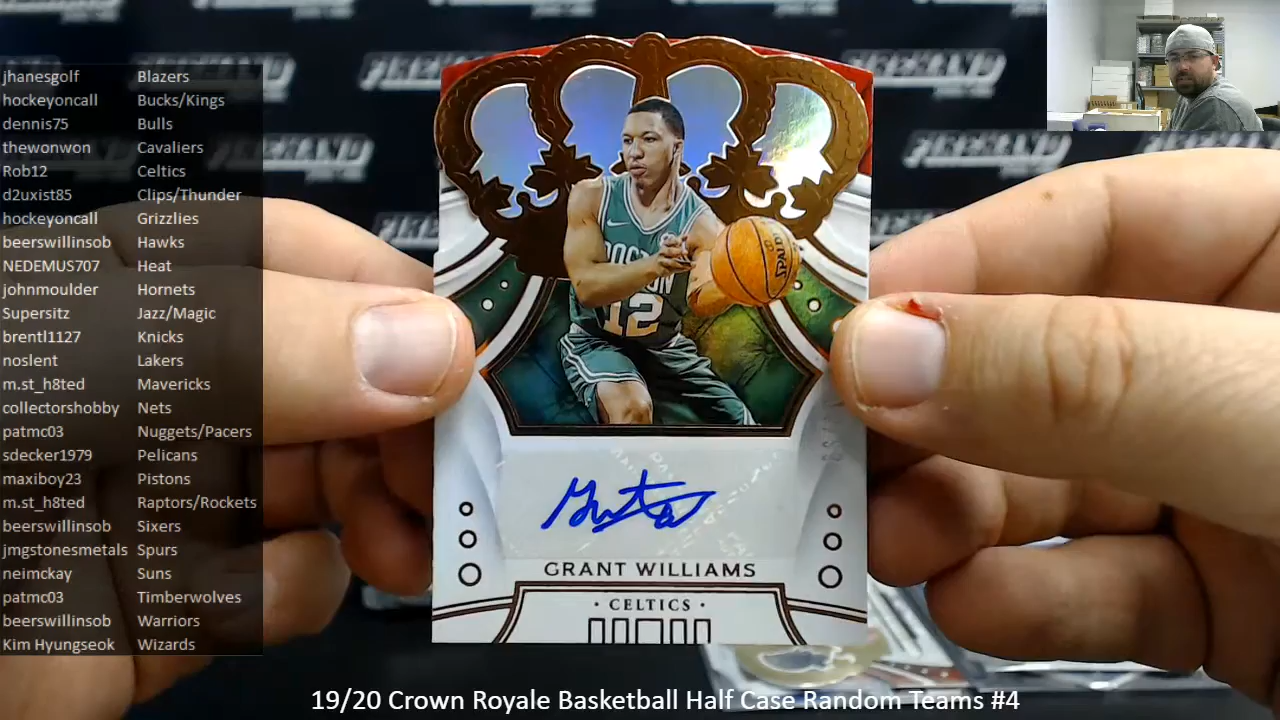 jhanesgolf Blazers
hockeyoncall Bucks/Kings
dennis75 Bulls
thewonwon Cavaliers
Rob12 Celtics
d2uxist85 Clips/Thunder
hockeyoncall Grizzlies
beerswillinsob Hawks
NEDEMUS707 Heat
johnmoulder Hornets
Supersitz Jazz/Magic
brentl1127 Knicks
noslent Lakers
m.st_h8ted Mavericks
collectorshobby Nets
patmc03 Nuggets/Pacers
sdecker1979 Pelicans
maxiboy23 Pistons
m.st_h8ted Raptors/Rockets
beerswillinsob Sixers
jmgstonesmetals Spurs
neimckay Suns
patmc03 Timberwolves
beerswillinsob Warriors
Kim Hyungseok Wizards
SPALDING
BOSTON
12
GRANT WILLIAMS
· CELTICS ·
19/20 Crown Royale Basketball Half Case Random Teams #4